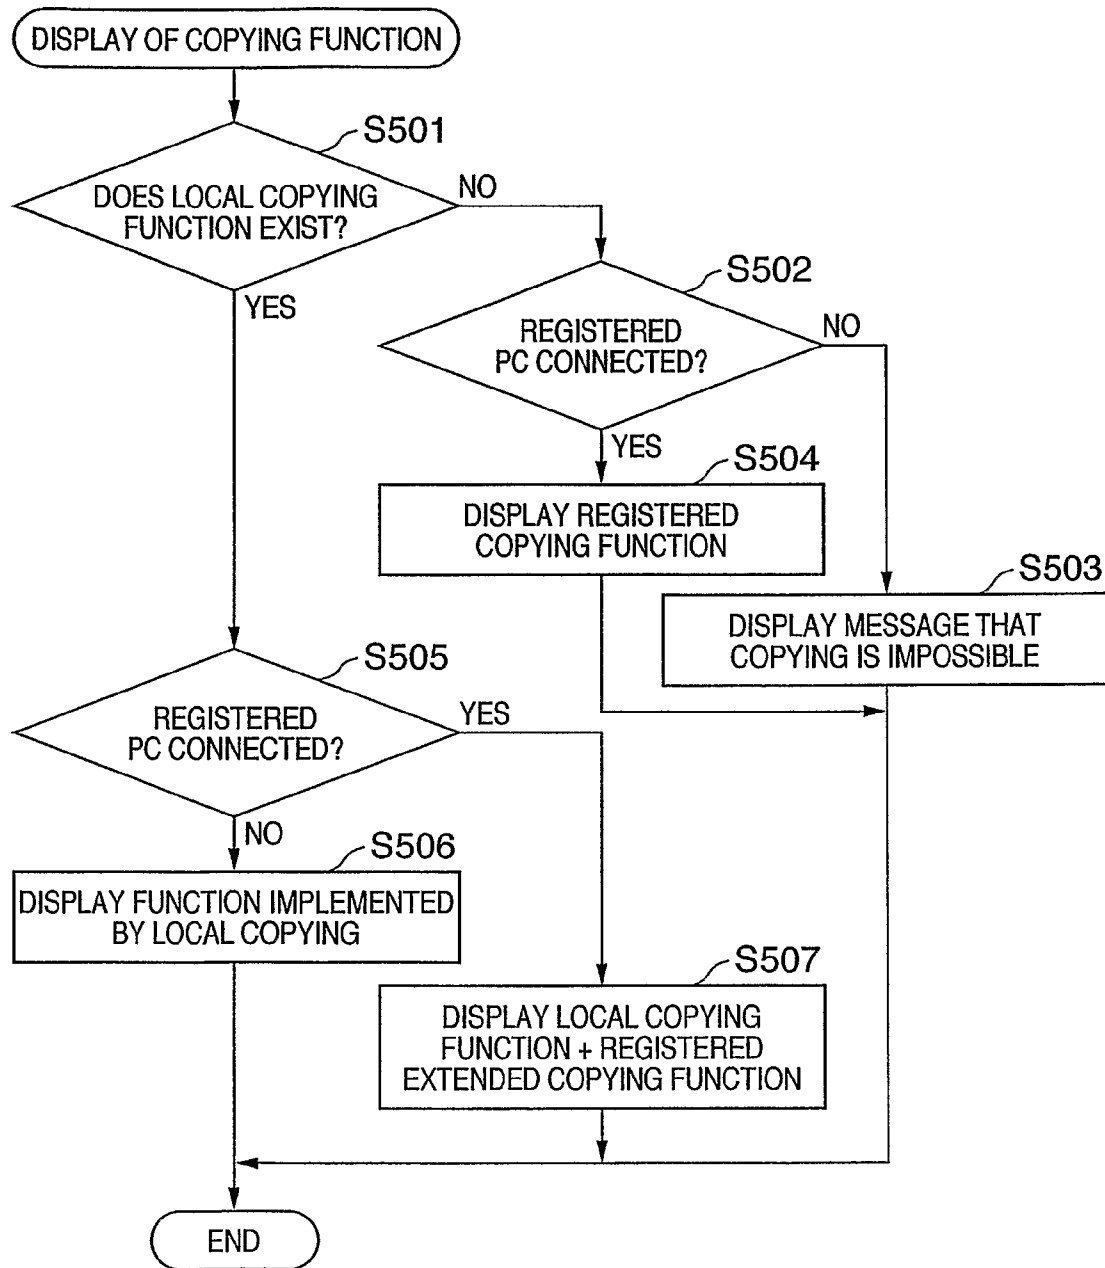 DISPLAY OF COPYING FUNCTION
S501
DOES LOCAL COPYING
FUNCTION EXIST?
NO
YES
S502
REGISTERED
PC CONNECTED?
NO
YES
S504
DISPLAY REGISTERED
COPYING FUNCTION
S503
DISPLAY MESSAGE THAT
COPYING IS IMPOSSIBLE
S505
REGISTERED
PC CONNECTED?
YES
NO
S506
DISPLAY FUNCTION IMPLEMENTED
BY LOCAL COPYING
S507
DISPLAY LOCAL COPYING
FUNCTION + REGISTERED
EXTENDED COPYING FUNCTION
END